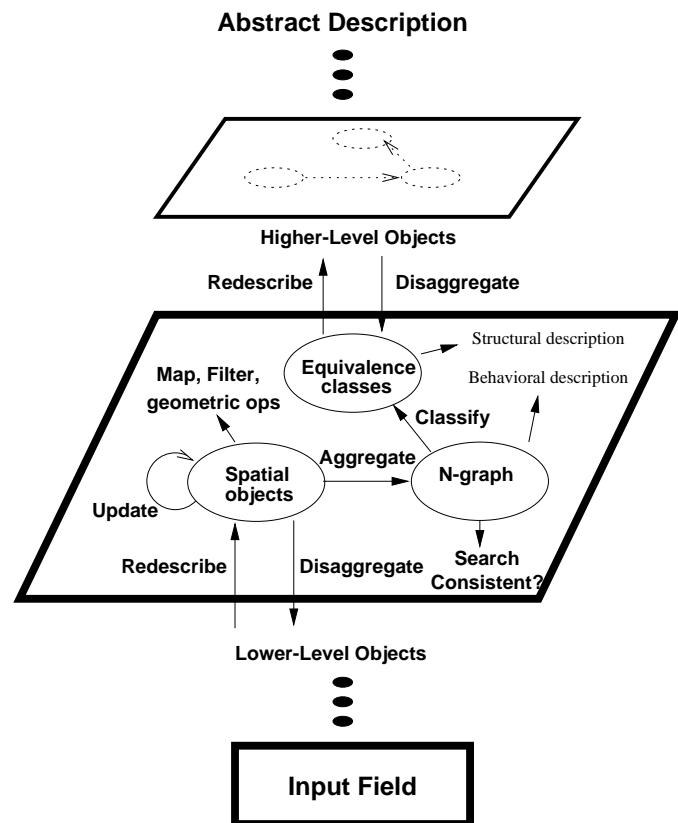 Abstract Description
Higher-Level Objects
Redescribe
Disaggregate
Equivalence
classes
Structural description
Behavioral description
Map, Filter,
geometric ops
Classify
Aggregate
Spatial
objects
N-graph
Update
Redescribe
Disaggregate
Search
Consistent?
Lower-Level Objects
Input Field